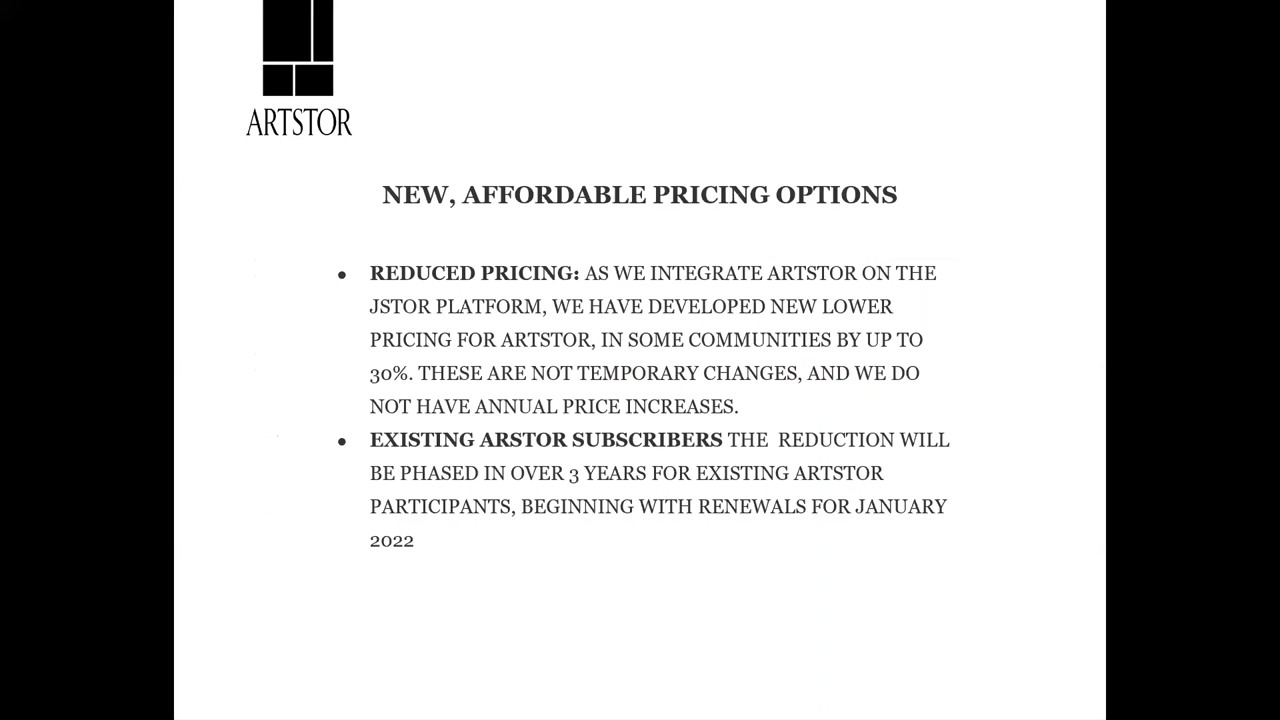 ARTSTOR
NEW, AFFORDABLE PRICING OPTIONS
● REDUCED PRICING: AS WE INTEGRATE ARTSTOR ON THE
JSTOR PLATFORM, WE HAVE DEVELOPED NEW LOWER
PRICING FOR ARTSTOR, IN SOME COMMUNITIES BY UP TO
30%. THESE ARE NOT TEMPORARY CHANGES, AND WE DO
NOT HAVE ANNUAL PRICE INCREASES.
● EXISTING ARSTOR SUBSCRIBERS THE  REDUCTION WILL
BE PHASED IN OVER 3 YEARS FOR EXISTING ARTSTOR
PARTICIPANTS, BEGINNING WITH RENEWALS FOR JANUARY
2022